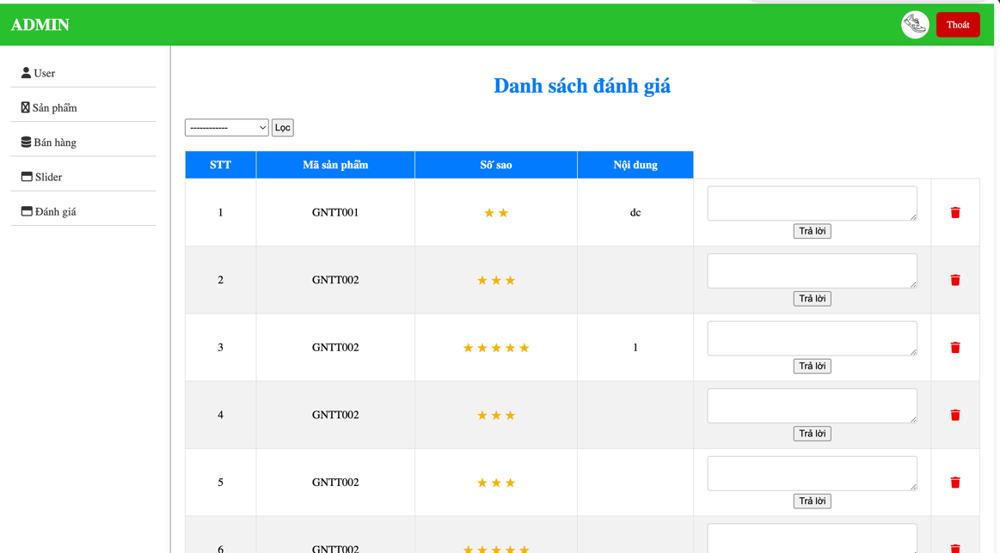 ADMIN
Thoát
User
Sản phẩm
Bán hàng
Slider
Đánh giá
Danh sách đánh giá
------------ Lọc
STT Mã sản phẩm Số sao Nội dung
1 GNTT001 ★★ dc
Trả lời
2 GNTT002 ★★★
Trả lời
3 GNTT002 ★★★★★ 1
Trả lời
4 GNTT002 ★★★
Trả lời
5 GNTT002 ★★★
Trả lời
6 GNTT002 ★★★★★